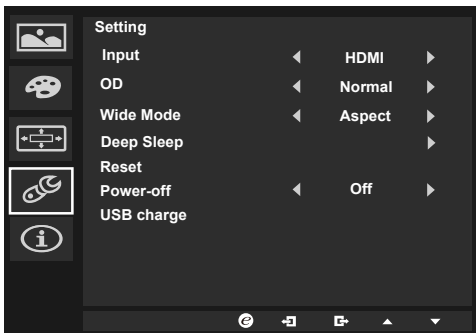 Setting
Input HDMI
OD Normal
Wide Mode Aspect
Deep Sleep
Reset
Power-off Off
USB charge